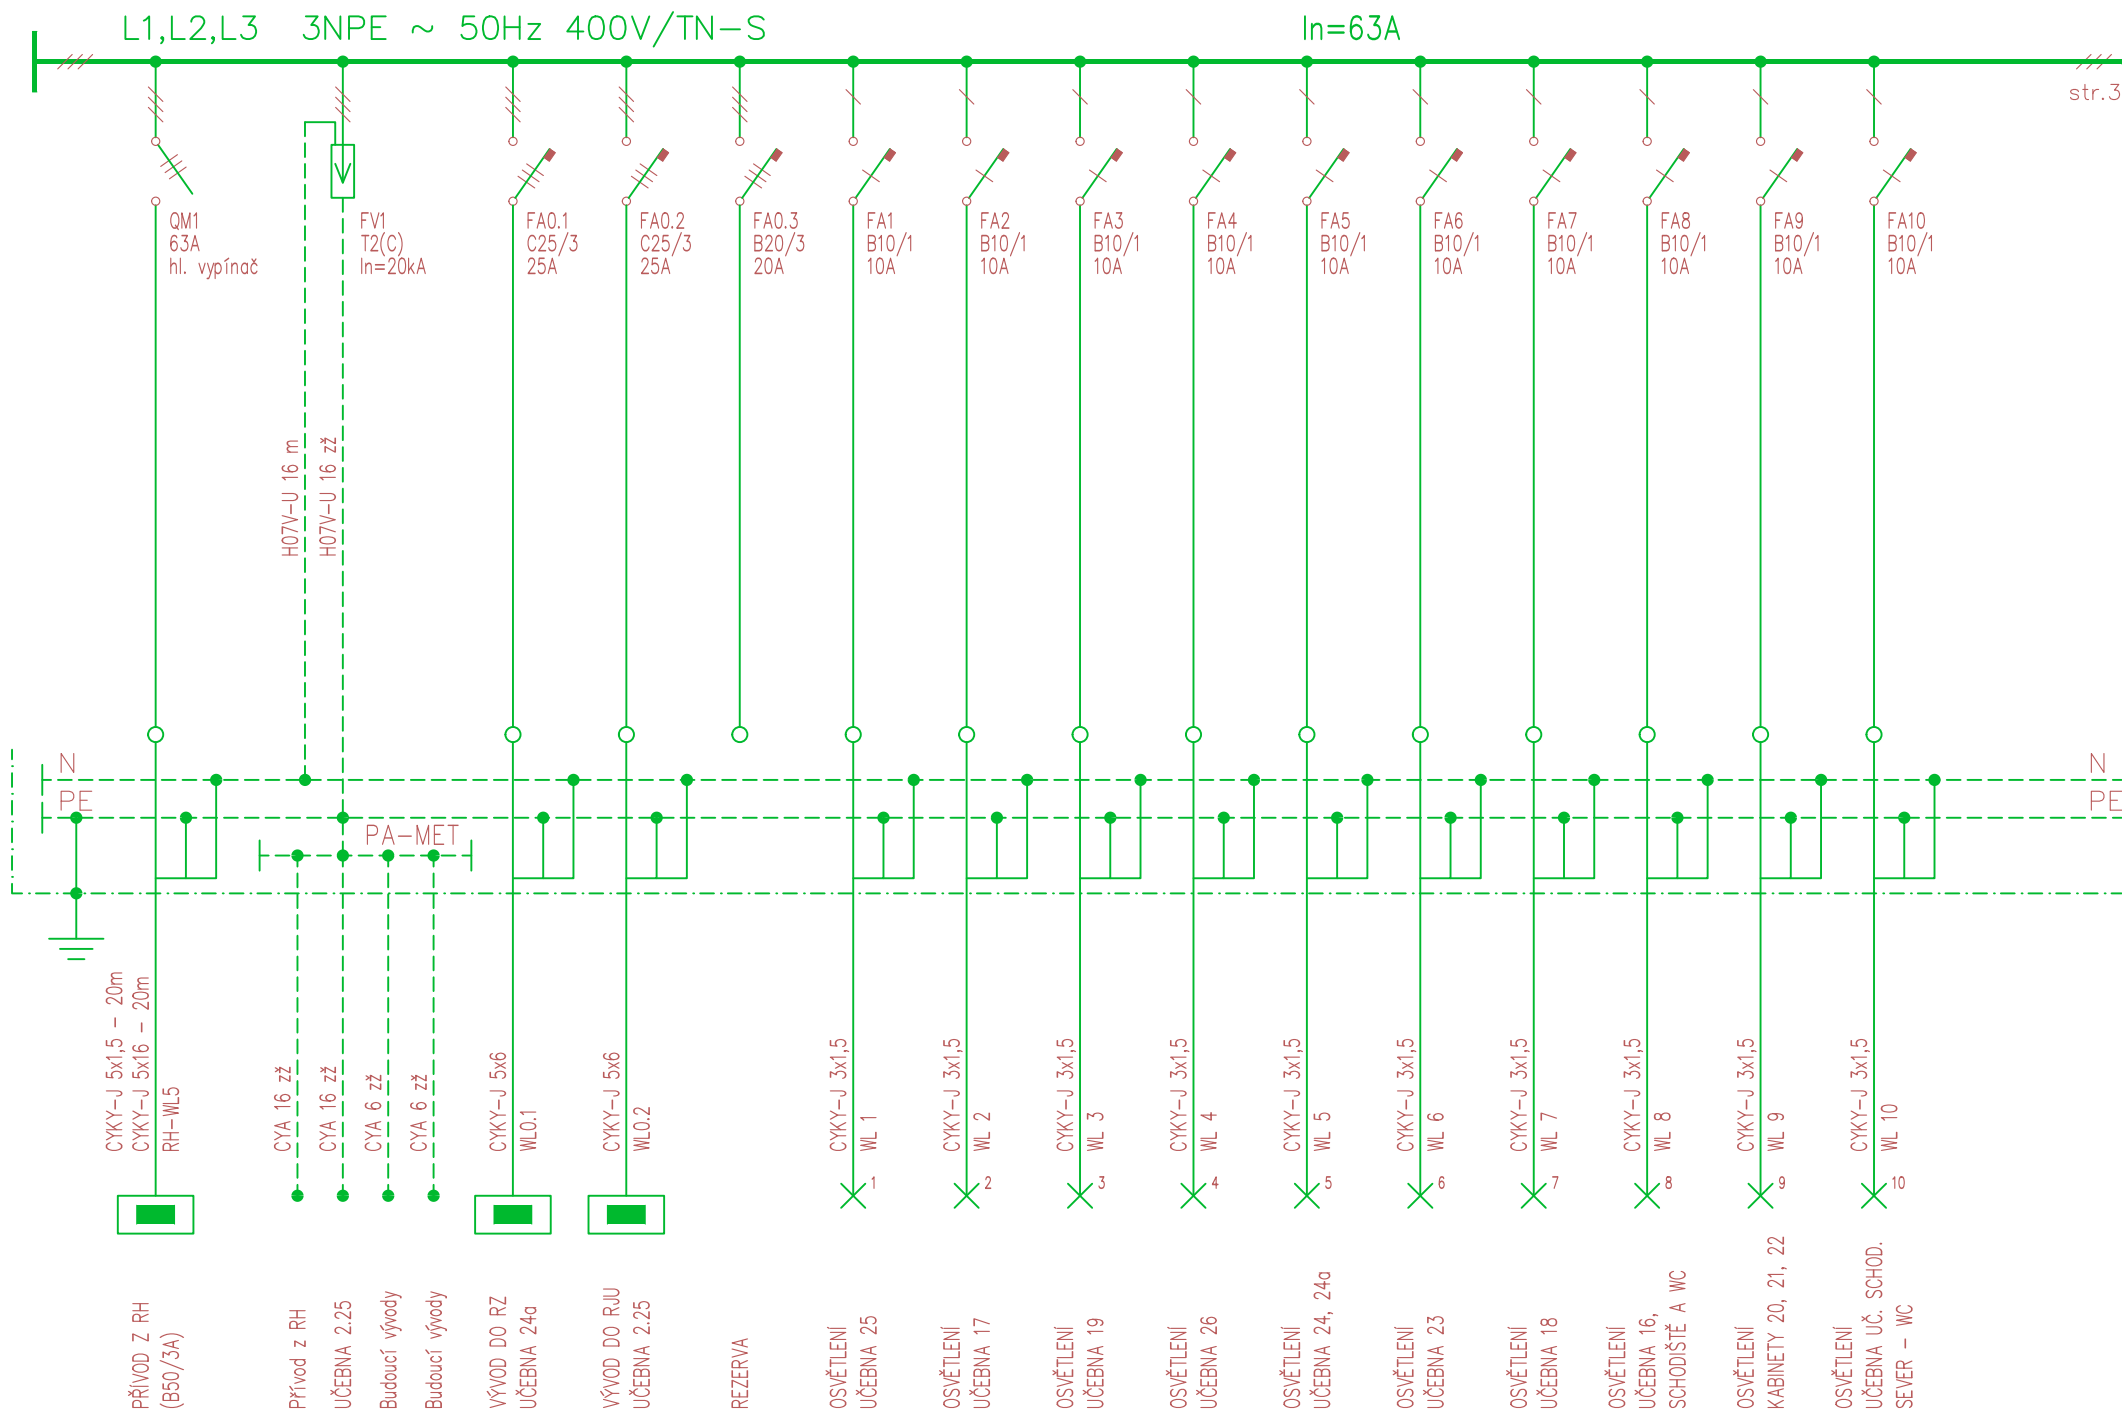 L1,L2,L3 3NPE ~ 50Hz 400V/TN-S
In=63A
str.3
QM1
63A
hl. vypínač
FV1
T2(C)
In=20kA
FA0.1
C25/3
25A
FA0.2
C25/3
25A
FA0.3
B20/3
20A
FA1
B10/1
10A
FA2
B10/1
10A
FA3
B10/1
10A
FA4
B10/1
10A
FA5
B10/1
10A
FA6
B10/1
10A
FA7
B10/1
10A
FA8
B10/1
10A
FA9
B10/1
10A
FA10
B10/1
10A
H07V-U 16 m
H07V-U 16 zž
N
N
PE
PE
PA-MET
CYKY-J 5x1,5 - 20m
CYKY-J 5x16 - 20m
RH-WL5
CYA 16 zž
CYA 16 zž
CYA 6 zž
CYA 6 zž
CYKY-J 5x6
WL0.1
CYKY-J 5x6
WL0.2
CYKY-J 3x1,5
WL 1
CYKY-J 3x1,5
WL 2
CYKY-J 3x1,5
WL 3
CYKY-J 3x1,5
WL 4
CYKY-J 3x1,5
WL 5
CYKY-J 3x1,5
WL 6
CYKY-J 3x1,5
WL 7
CYKY-J 3x1,5
WL 8
CYKY-J 3x1,5
WL 9
CYKY-J 3x1,5
WL 10
1
2
3
4
5
6
7
8
9
10
PŘÍVOD Z RH
(B50/3A)
Přívod z RH
UČEBNA 2.25
Budoucí vývody
Budoucí vývody
VÝVOD DO RZ
UČEBNA 24a
VÝVOD DO RJU
UČEBNA 2.25
REZERVA
OSVĚTLENÍ
UČEBNA 25
OSVĚTLENÍ
UČEBNA 17
OSVĚTLENÍ
UČEBNA 19
OSVĚTLENÍ
UČEBNA 26
OSVĚTLENÍ
UČEBNA 24, 24a
OSVĚTLENÍ
UČEBNA 23
OSVĚTLENÍ
UČEBNA 18
OSVĚTLENÍ
UČEBNA 16,
SCHODIŠTĚ A WC
OSVĚTLENÍ
KABINETY 20, 21, 22
OSVĚTLENÍ
UČEBNA UČ. SCHOD.
SEVER - WC